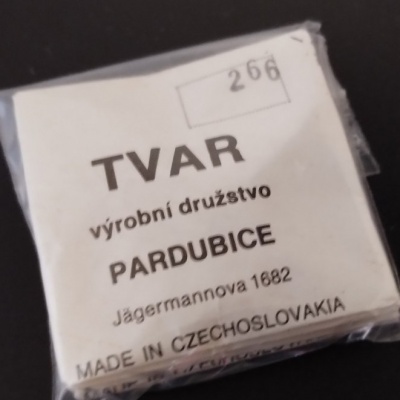 266
TVAR
výrobní družstvo
PARDUBICE
Jägermannova 1682
MADE IN CZECHOSLOVAKIA